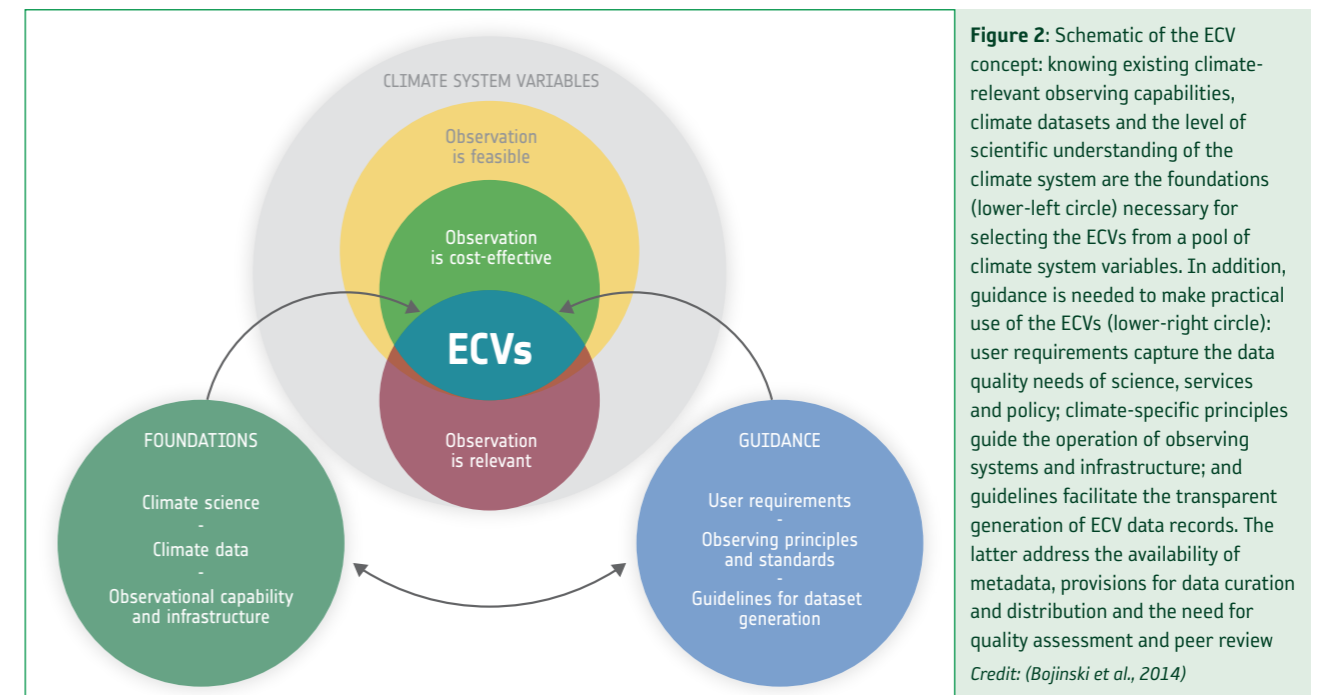 CLIMATE SYSTEM VARIABLES
Observation
is feasible
Observation
is cost-effective
ECVs
Observation
is relevant
FOUNDATIONS
Climate science
-
Climate data
-
Observational capability
and infrastructure
GUIDANCE
User requirements
-
Observing principles
and standards
-
Guidelines for dataset
generation
Figure 2: Schematic of the ECV
concept: knowing existing climate-
relevant observing capabilities,
climate datasets and the level of
scientific understanding of the
climate system are the foundations
(lower-left circle) necessary for
selecting the ECVs from a pool of
climate system variables. In addition,
guidance is needed to make practical
use of the ECVs (lower-right circle):
user requirements capture the data
quality needs of science, services
and policy; climate-specific principles
guide the operation of observing
systems and infrastructure; and
guidelines facilitate the transparent
generation of ECV data records. The
latter address the availability of
metadata, provisions for data curation
and distribution and the need for
quality assessment and peer review
Credit: (Bojinski et al., 2014)